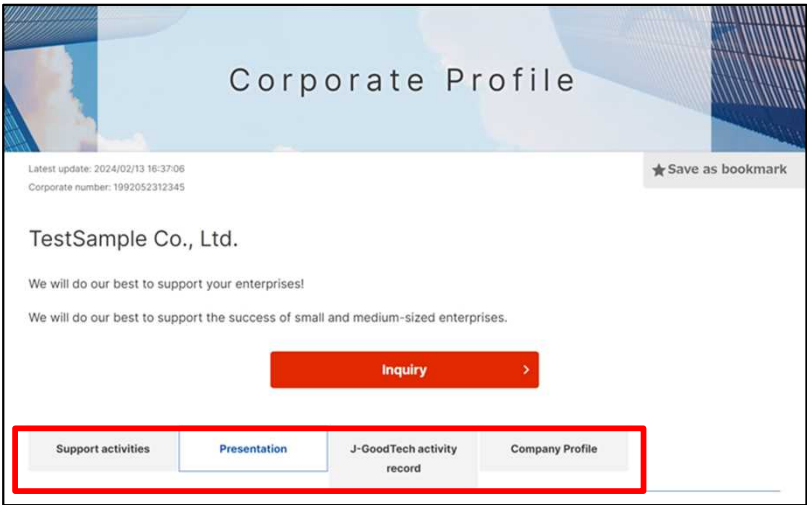 Corporate Profile
Latest update: 2024/02/13 16:37:06
Corporate number: 1992052312345
★Save as bookmark
TestSample Co., Ltd.
We will do our best to support your enterprises!
We will do our best to support the success of small and medium-sized enterprises.
Inquiry >
Support activities
Presentation
J-GoodTech activity
record
Company Profile